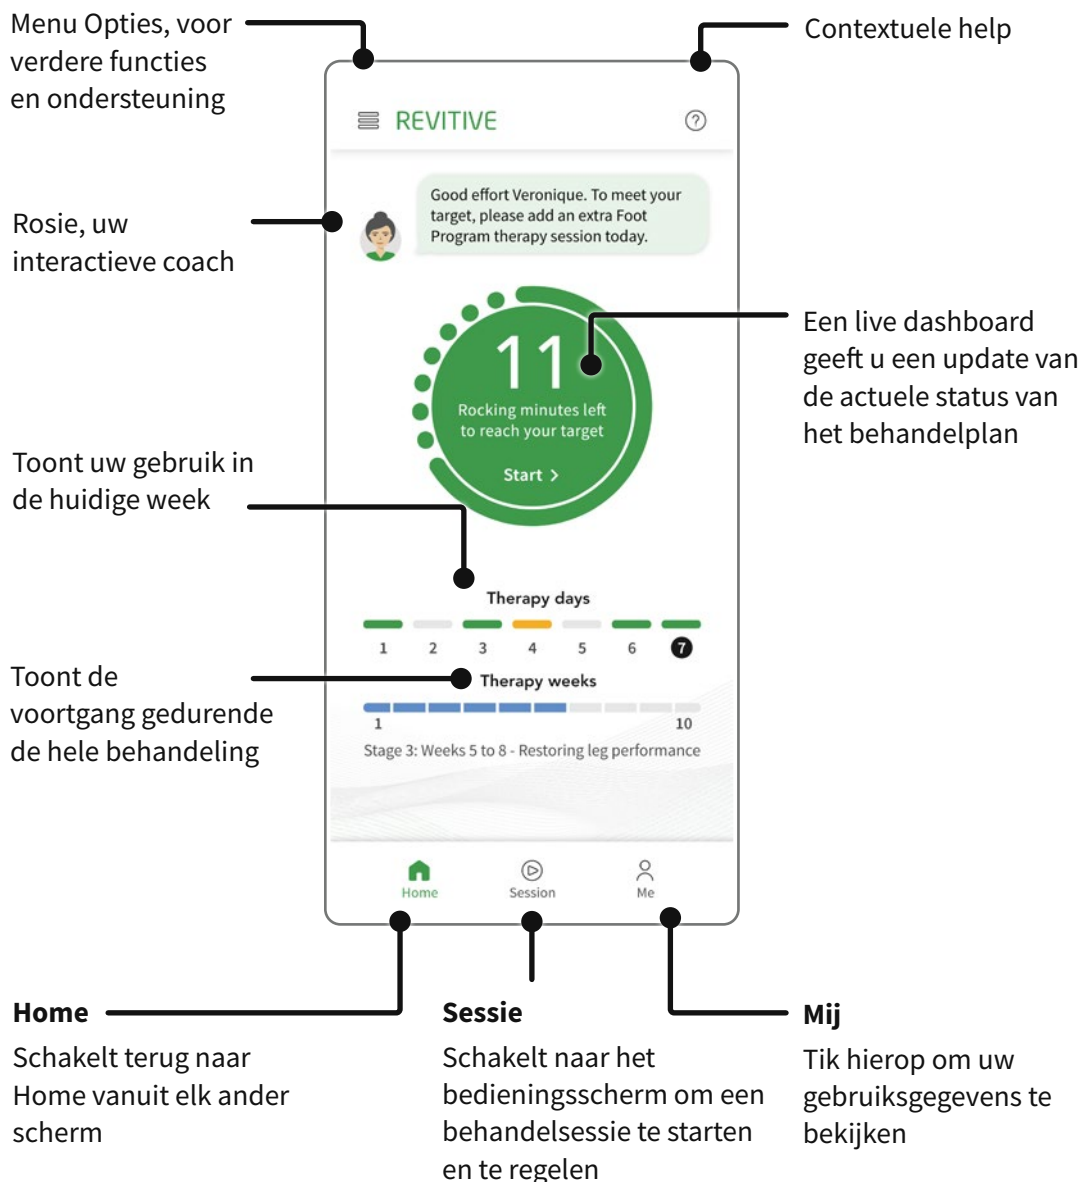 Menu Opties, voor
verdere functies
en ondersteuning
Contextuele help
REVITIVE
Good effort Veronique. To meet your
target, please add an extra Foot
Program therapy session today.
Rosie, uw
interactieve coach
11
Rocking minutes left
to reach your target
Start >
Een live dashboard
geeft u een update van
de actuele status van
het behandelplan
Toont uw gebruik in
de huidige week
Therapy days
1 2 3 4 5 6 7
Toont de
voortgang gedurende
de hele behandeling
Therapy weeks
1 10
Stage 3: Weeks 5 to 8 - Restoring leg performance
Home Session Me
Home
Schakelt terug naar
Home vanuit elk ander
scherm
Sessie
Schakelt naar het
bedieningsscherm om een
behandelsessie te starten
en te regelen
Mij
Tik hierop om uw
gebruiksgegevens te
bekijken